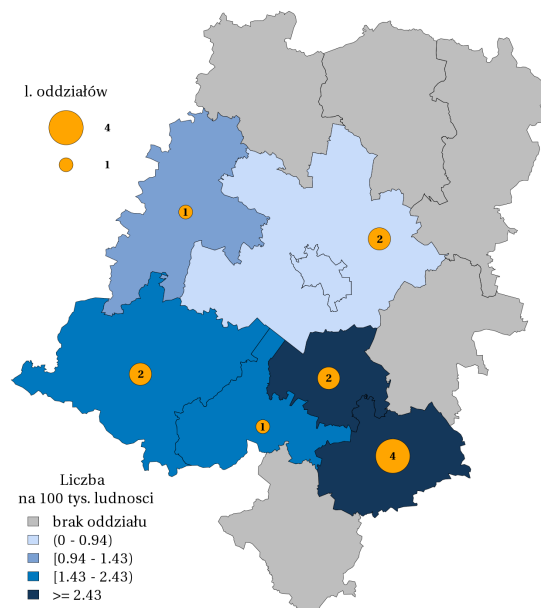 l. oddziałów
4
1
1
2
2
2
1
4
Liczba
na 100 tys. ludnosci
brak oddziału
(0 - 0.94)
[0.94 - 1.43)
[1.43 - 2.43)
>= 2.43